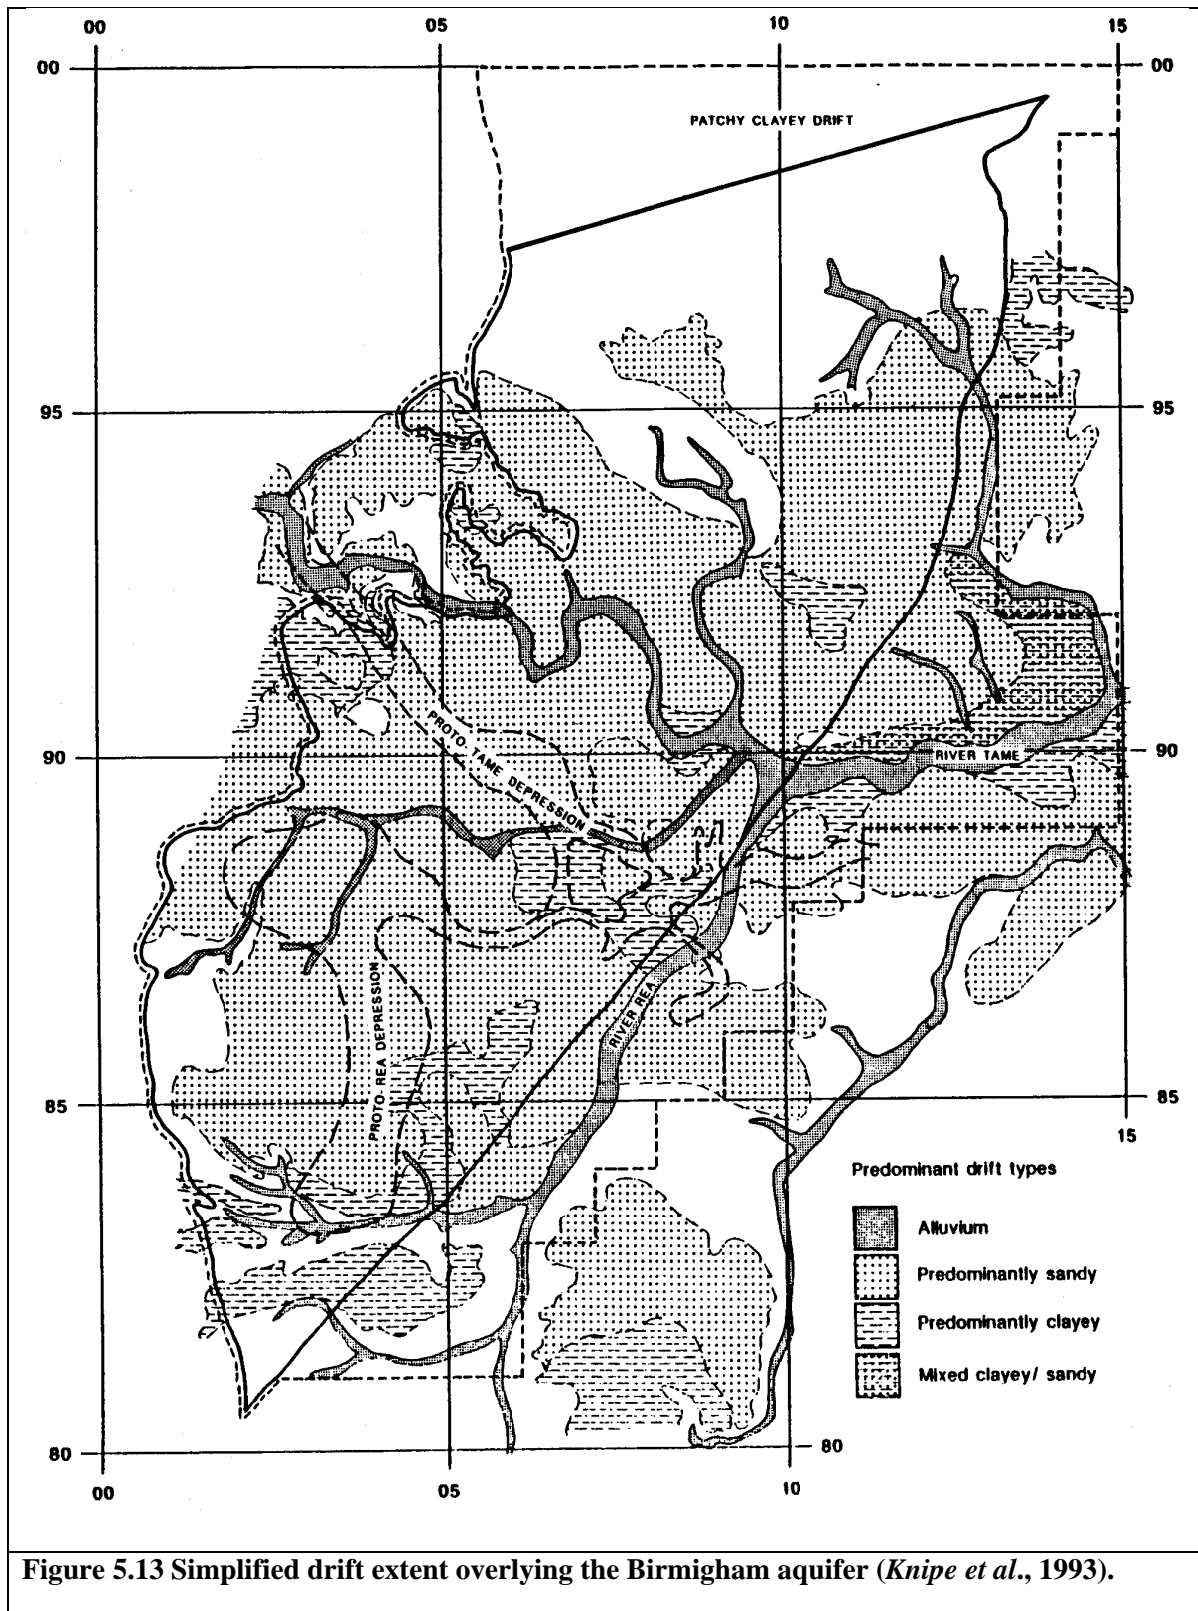 00 05 10 15
00 00
PATCHY CLAYEY DRIFT
95 95
PROTO-TAME DEPRESSION
90 90
RIVER TAME
PROTO-REA DEPRESSION
RIVER REA
85 85
15
Predominant drift types
Alluvium
Predominantly sandy
Predominantly clayey
Mixed clayey/ sandy
80 80
00 05 10
Figure 5.13 Simplified drift extent overlying the Birmigham aquifer (Knipe et al., 1993).